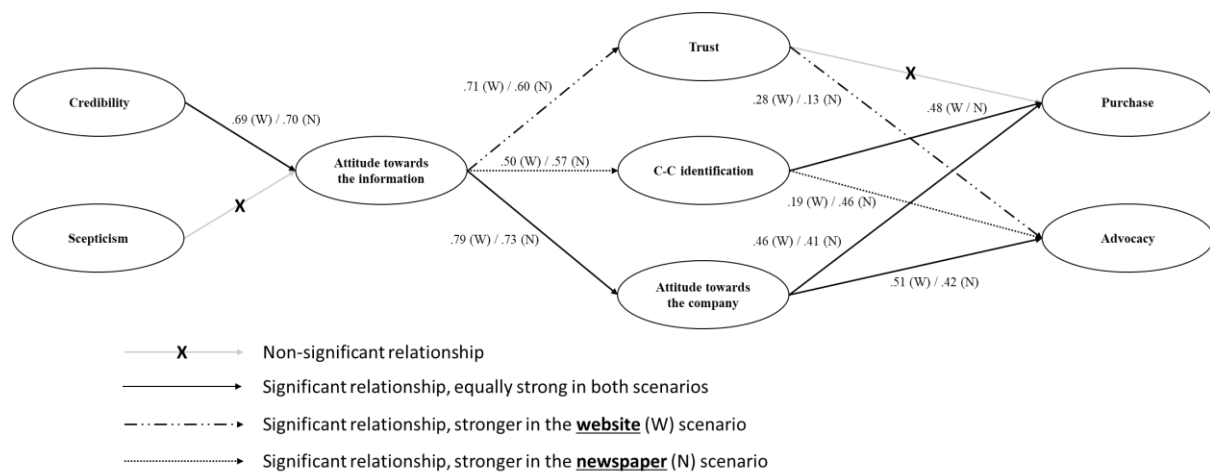 Trust
X
.71 (W) / .60 (N)
.28 (W) / .13 (N)
Credibility
.48 (W / N)
Purchase
.69 (W) / .70 (N)
Attitude towards
the information
.50 (W) / .57 (N)
C-C identification
X
.19 (W) / .46 (N)
Scepticism
.79 (W) / .73 (N)
.46 (W) / .41 (N)
Advocacy
Attitude towards
the company
.51 (W) / .42 (N)
X
Non-significant relationship
Significant relationship, equally strong in both scenarios
Significant relationship, stronger in the website (W) scenario
Significant relationship, stronger in the newspaper (N) scenario